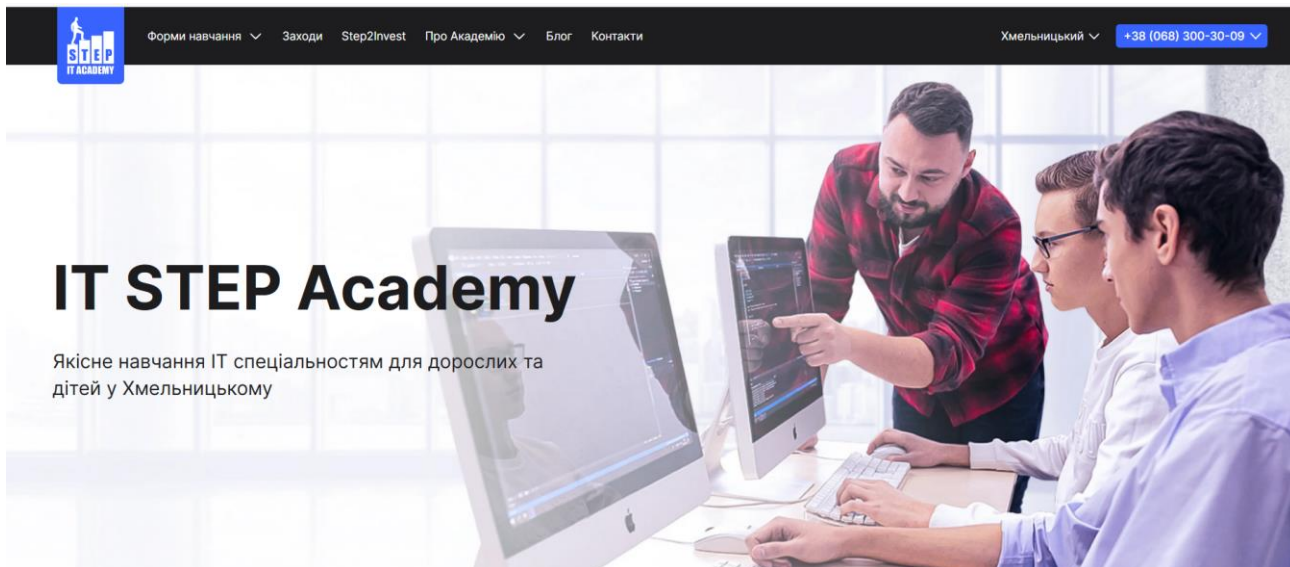 STEP
IT ACADEMY
Форми навчання
Заходи
Step2Invest
Про Академію
Блог
Контакти
Хмельницький
+38 (068) 300-30-09
IT STEP Academy
Якісне навчання ІТ спеціальностям для дорослих та
дітей у Хмельницькому